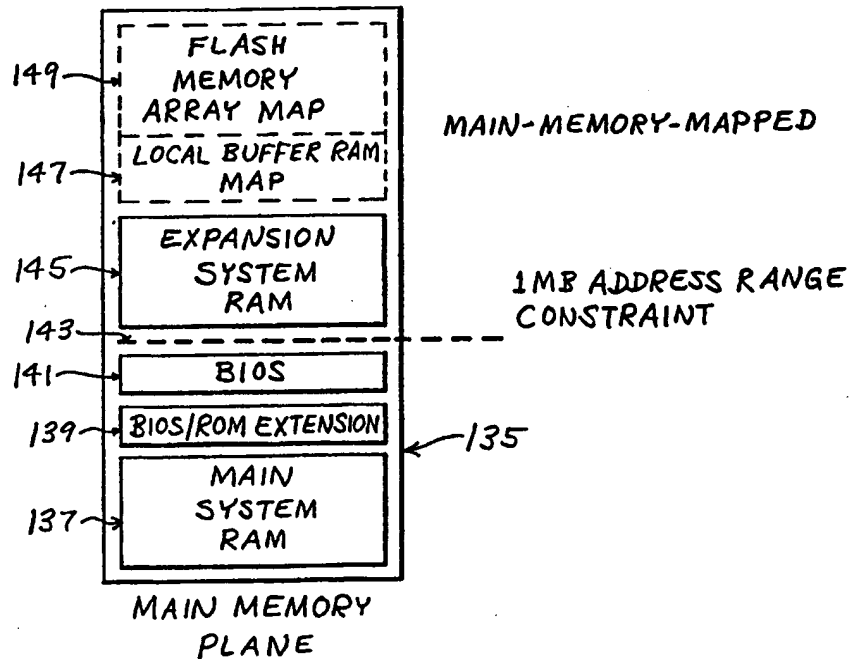 FLASH
MEMORY
ARRAY MAP
149
MAIN-MEMORY-MAPPED
LOCAL BUFFER RAM
MAP
147
EXPANSION
SYSTEM
RAM
145
1MB ADDRESS RANGE
CONSTRAINT
143
BIOS
141
BIOS/ROM EXTENSION
139
135
MAIN
SYSTEM
RAM
137
MAIN MEMORY
PLANE